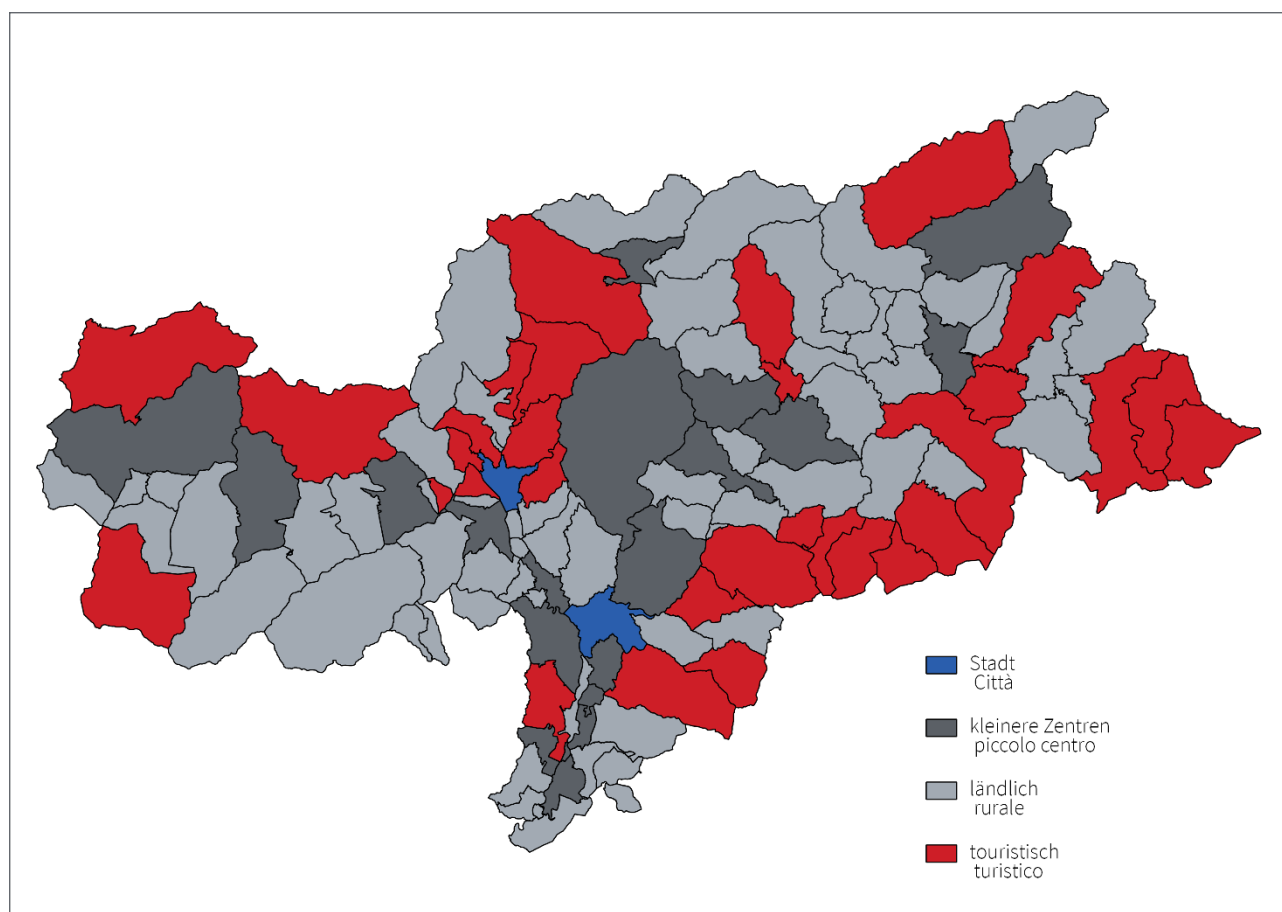 Stadt
Città
kleinere Zentren
piccolo centro
ländlich
rurale
touristisch
turistico